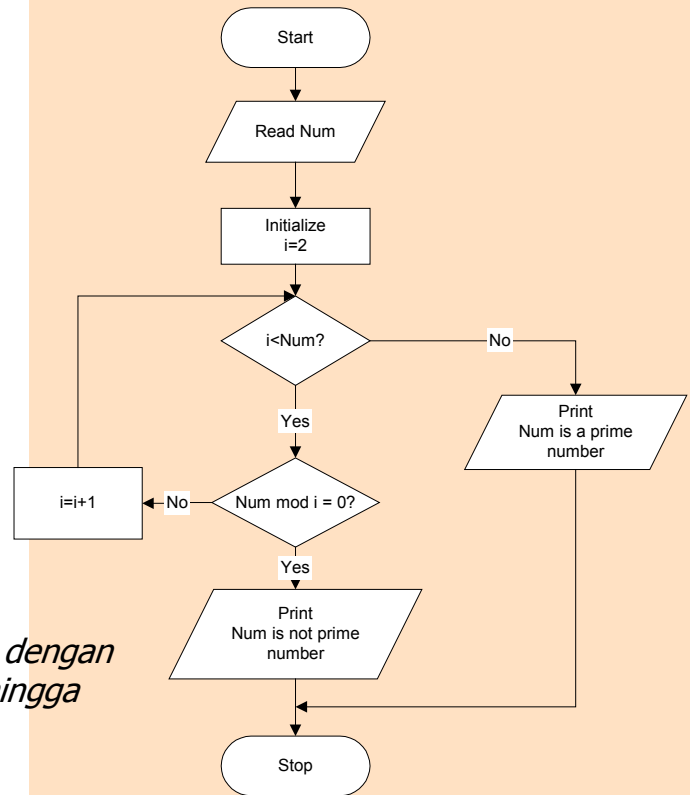 Start
Read Num
Initialize
i=2
i<Num?
No
Yes
Print
Num is a prime
number
i=i+1
No
Num mod i = 0?
Yes
Print
Num is not prime
number
dengan
Stop